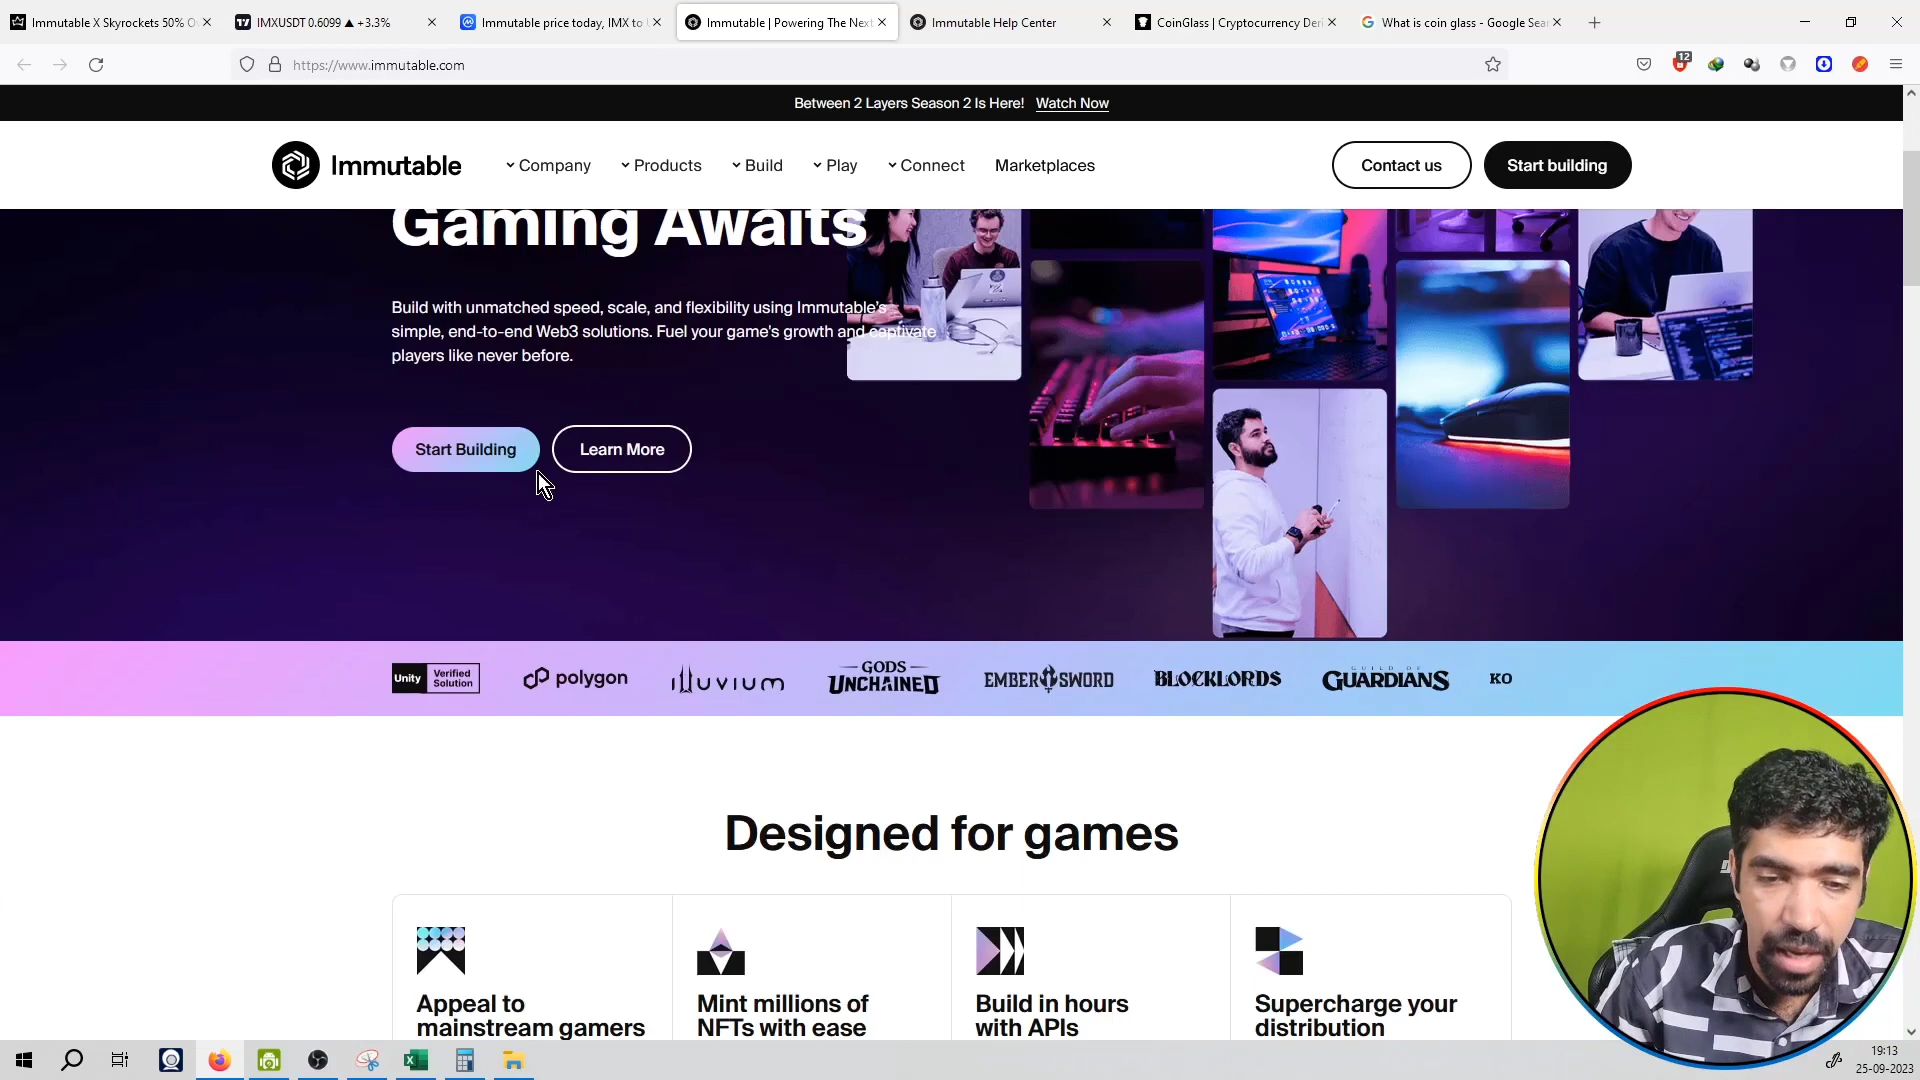 Immutable X Skyrockets 50% O
IMXUSDT 0.6099 ▲ +3.3%
Immutable price today, IMX to
Immutable | Powering The Next
Immutable Help Center
CoinGlass | Cryptocurrency Der
What is coin glass - Google Sea
https://www.immutable.com
12
Between 2 Layers Season 2 Is Here! Watch Now
Immutable
Company
Products
Build
Play
Connect
Marketplaces
Contact us
Start building
Gaming Awaits
Build with unmatched speed, scale, and flexibility using Immutable's
simple, end-to-end Web3 solutions. Fuel your game's growth and captivate
players like never before.
Start Building
Learn More
Unity
Verified
Solution
polygon
ILLUVIUM
GODS
UNCHAINED
EMBER SWORD
BLOCKLORDS
GUILD OF
GUARDIANS
KO
Designed for games
Appeal to
mainstream gamers
Mint millions of
NFTs with ease
Build in hours
with APIs
Supercharge your
distribution
19:13
25-09-2023